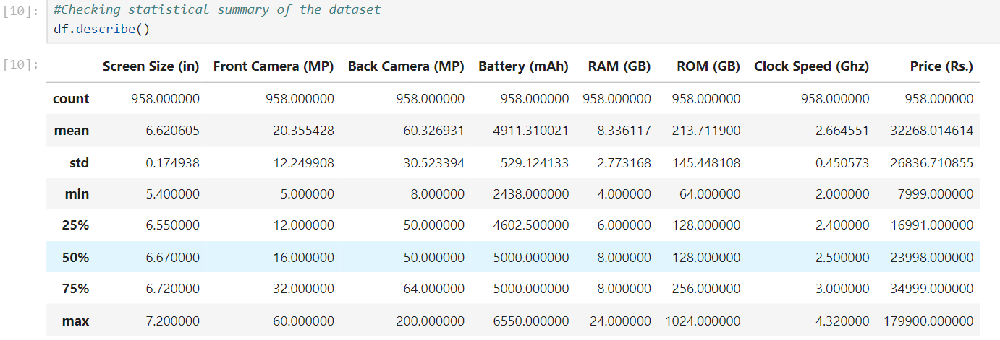 [10]: #Checking statistical summary of the dataset
df.describe()
[10]: Screen Size (in) Front Camera (MP) Back Camera (MP) Battery (mAh) RAM (GB) ROM (GB) Clock Speed (Ghz) Price (Rs.)
count 958.000000 958.000000 958.000000 958.000000 958.000000 958.000000 958.000000 958.000000
mean 6.620605 20.355428 60.326931 4911.310021 8.336117 213.711900 2.664551 32268.014614
std 0.174938 12.249908 30.523394 529.124133 2.773168 145.448108 0.450573 26836.710855
min 5.400000 5.000000 8.000000 2438.000000 4.000000 64.000000 2.000000 7999.000000
25% 6.550000 12.000000 50.000000 4602.500000 6.000000 128.000000 2.400000 16991.000000
50% 6.670000 16.000000 50.000000 5000.000000 8.000000 128.000000 2.500000 23998.000000
75% 6.720000 32.000000 64.000000 5000.000000 8.000000 256.000000 3.000000 34999.000000
max 7.200000 60.000000 200.000000 6550.000000 24.000000 1024.000000 4.320000 179900.000000